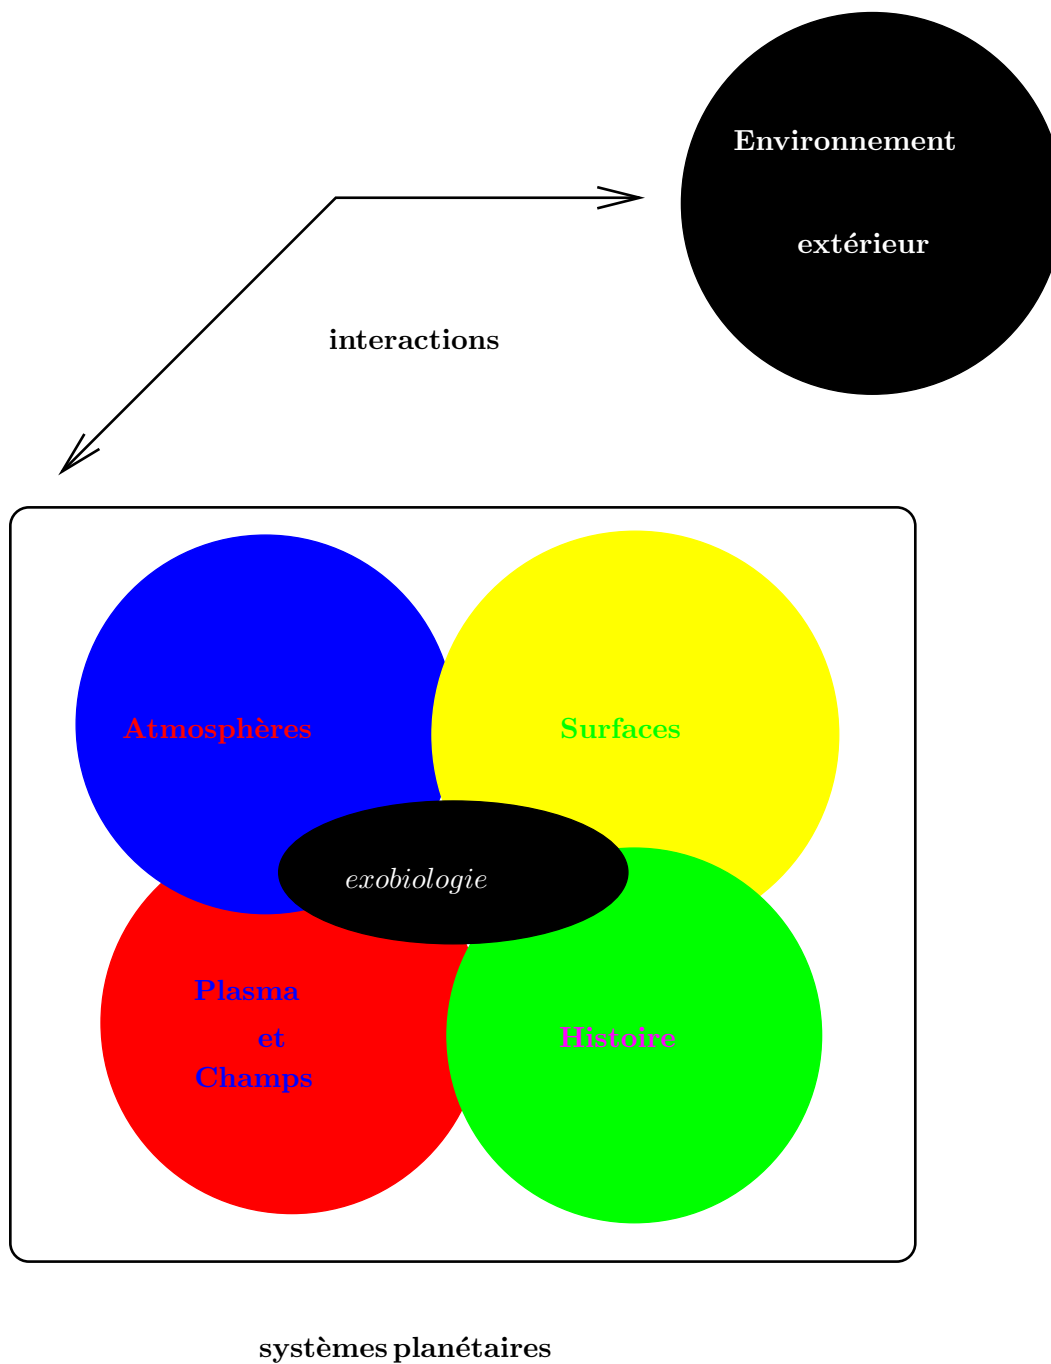 Environnement
extérieur
interactions
Atmosphères
Surfaces
exobiologie
Plasma
et
Champs
Histoire
systèmes planétaires